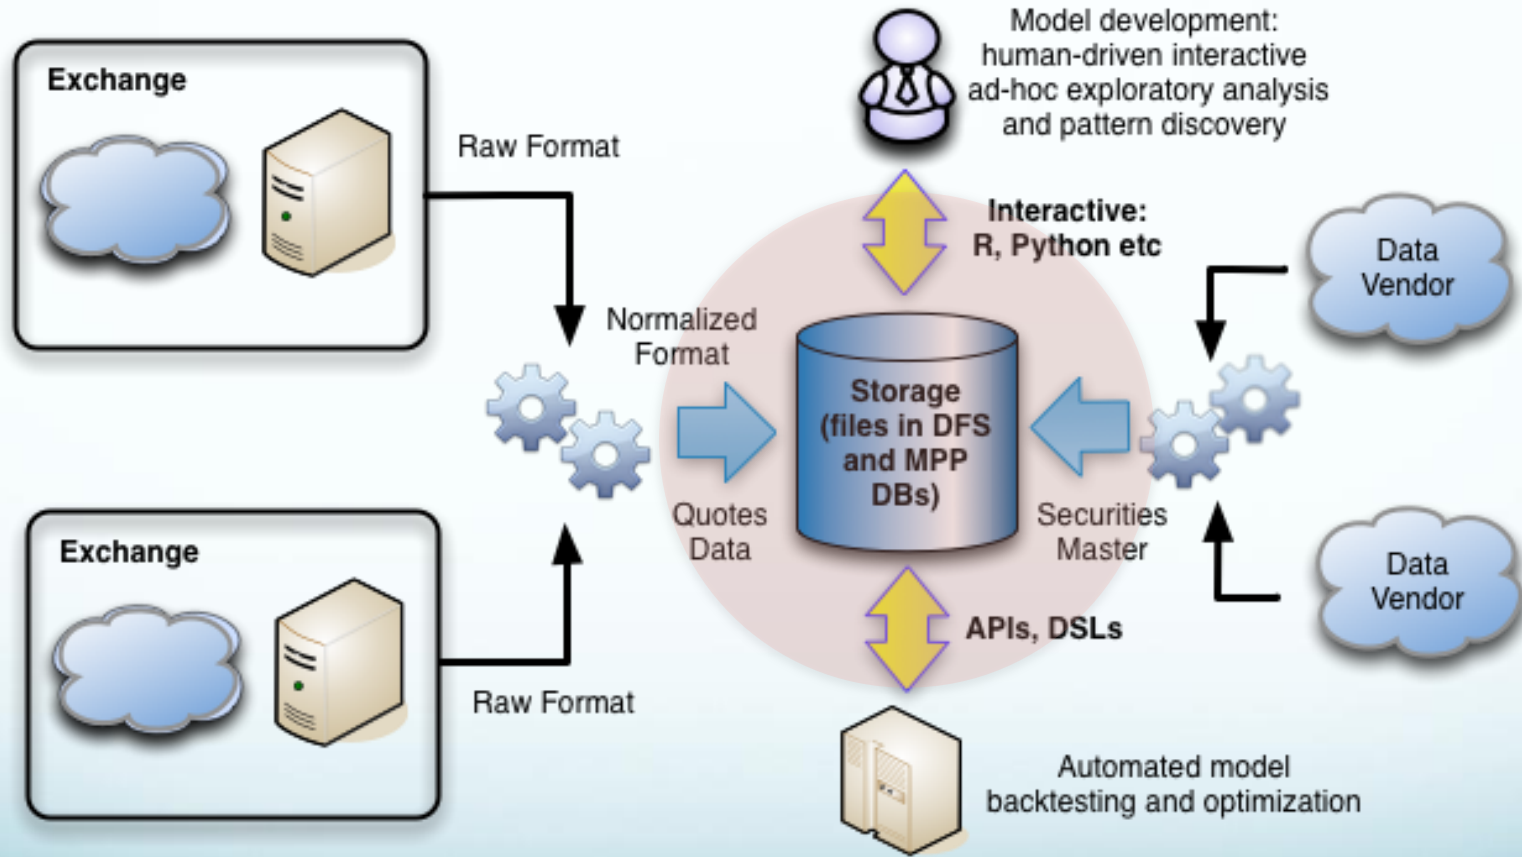 Exchange
Raw Format
Model development:
human-driven interactive
ad-hoc exploratory analysis
and pattern discovery
Interactive:
R, Python etc
Data
Vendor
Normalized
Format
Storage
(files in DFS
and MPP
DBs)
Quotes
Data
Securities
Master
Exchange
Raw Format
Data
Vendor
APIs, DSLs
Automated model
backtesting and optimization